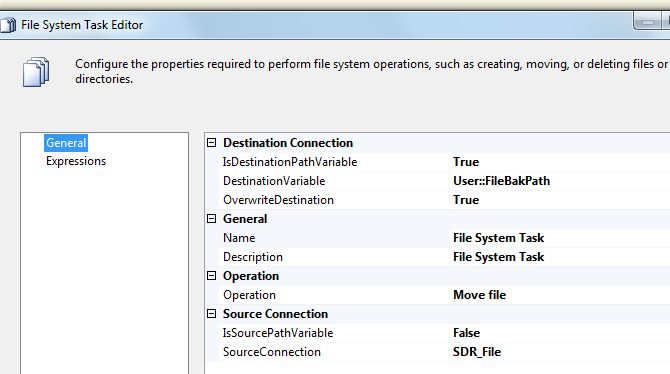 File System Task Editor
Configure the properties required to perform file system operations, such as creating, moving, or deleting files or
directories.
General
Expressions
Destination Connection
IsDestinationPathVariable True
DestinationVariable User::FileBakPath
OverwriteDestination True
General
Name File System Task
Description File System Task
Operation
Operation Move file
Source Connection
IsSourcePathVariable False
SourceConnection SDR_File